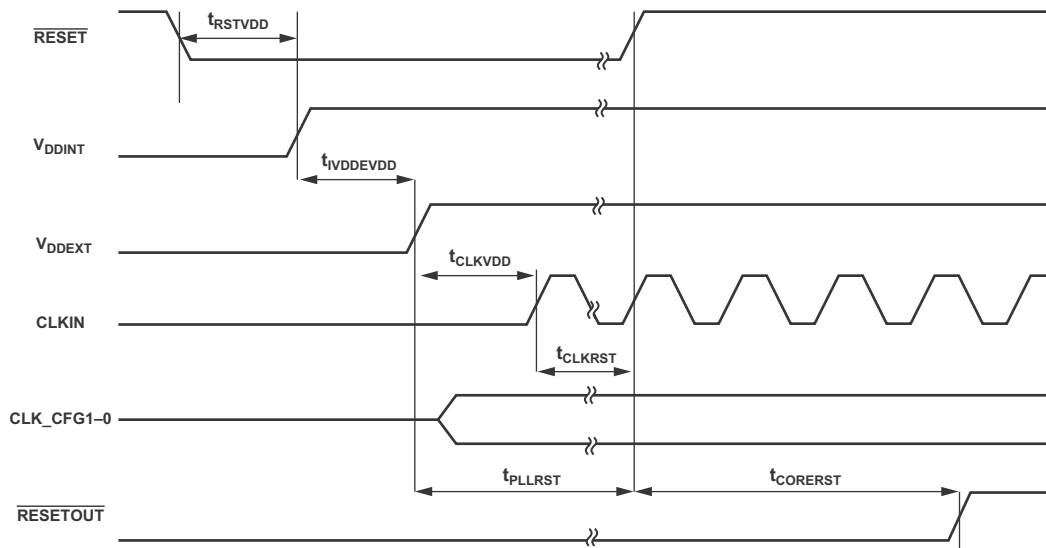 tRSTVDD
RESET
VDDINT
tIVDDEVDD
VDDEXT
tCLKVDD
CLKIN
tCLKRST
CLK_CFG1–0
tPLLRST
tCORERST
RESETOUT